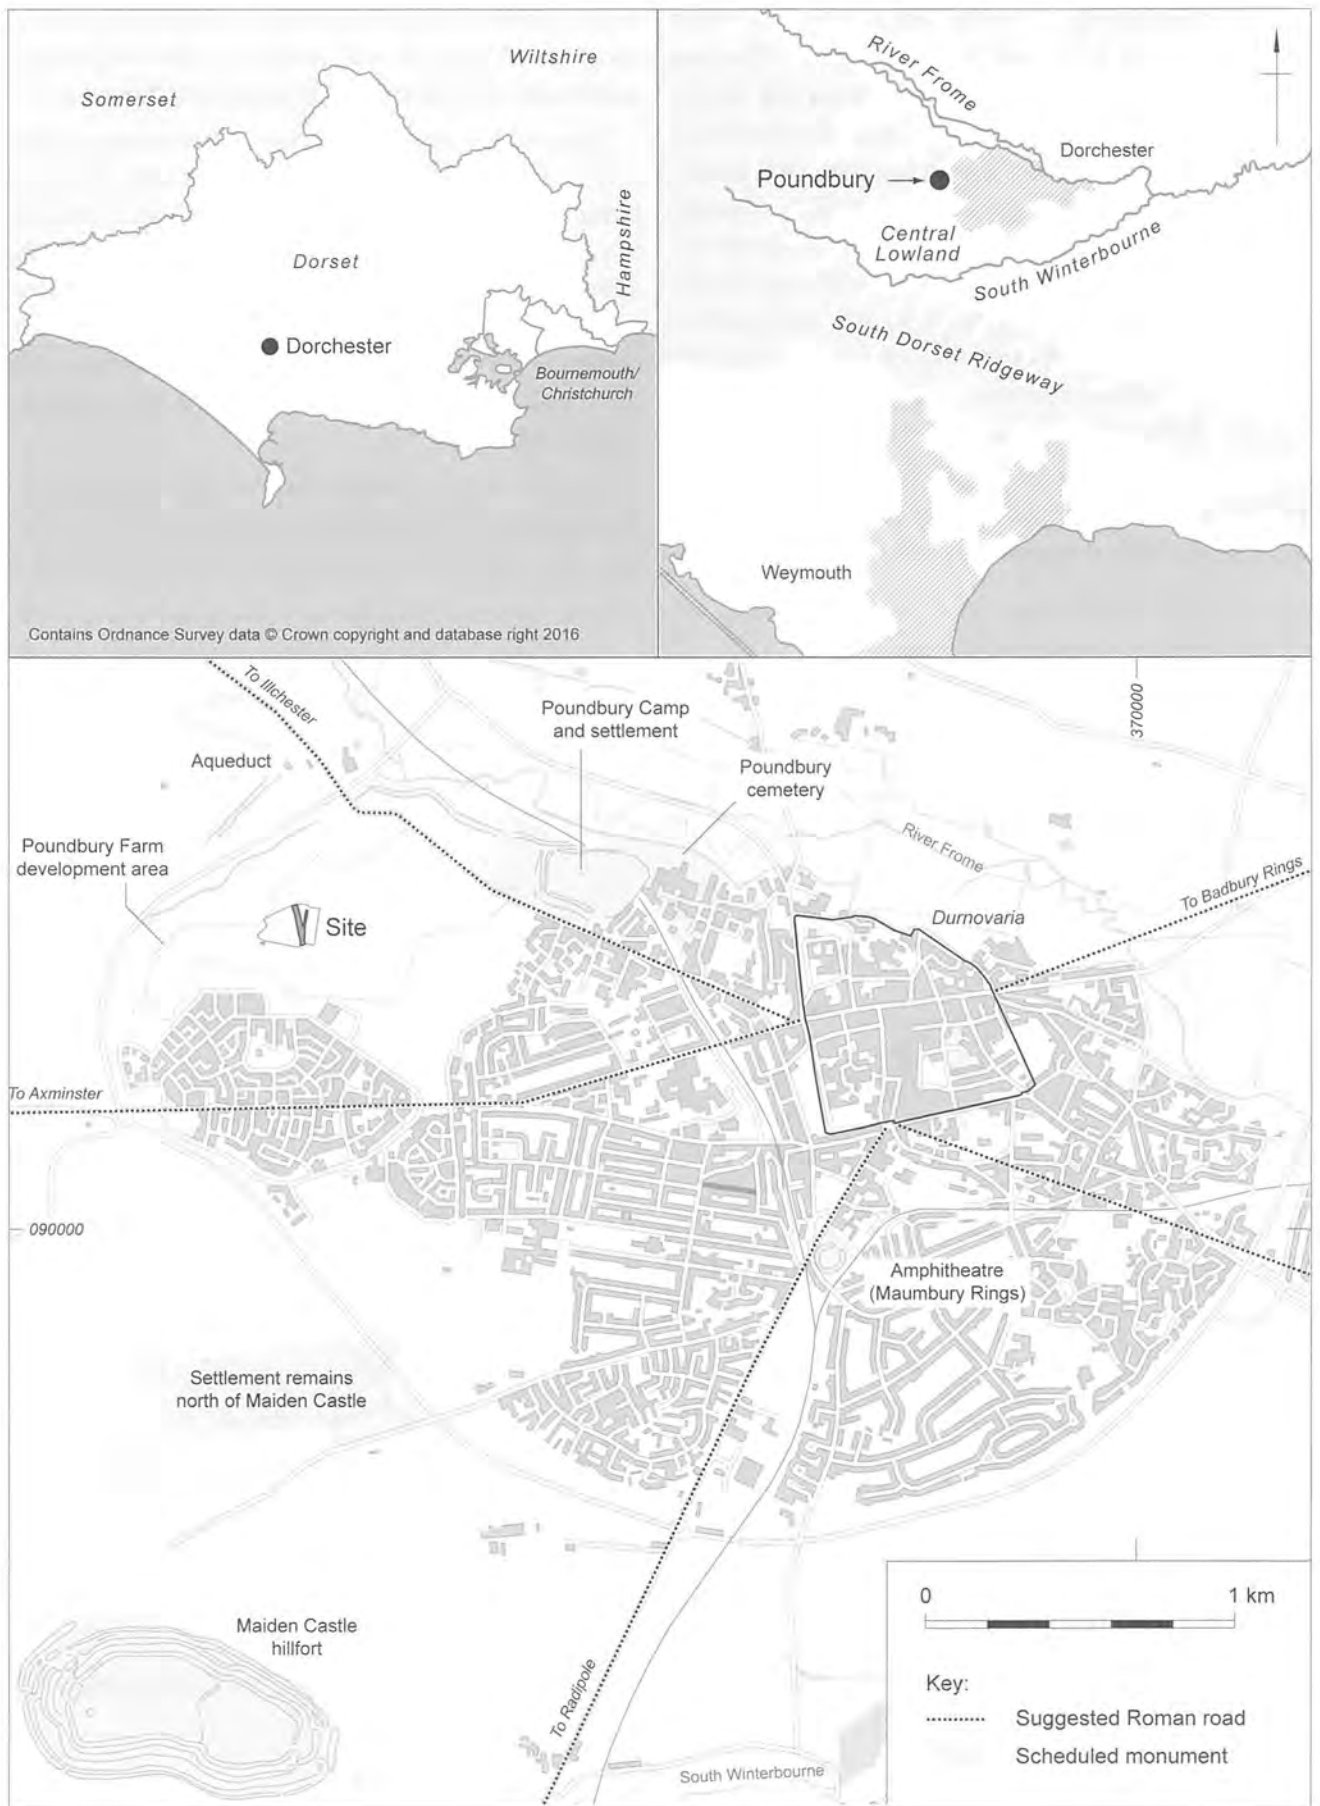 Wiltshire
Somerset
Hampshire
Dorset
Dorchester
Bournemouth/
Christchurch
Contains Ordnance Survey data © Crown copyright and database right 2016
River Frome
Dorchester
Poundbury
Central
Lowland
South Winterbourne
South Dorset Ridgeway
Weymouth
To Illchester
Poundbury Camp
and settlement
370000
Aqueduct
Poundbury
cemetery
Poundbury Farm
development area
River Frome
To Badbury Rings
Site
Durnovaria
To Axminster
090000
Amphitheatre
(Maumbury Rings)
Settlement remains
north of Maiden Castle
Maiden Castle
hillfort
To Radipole
South Winterbourne
0 1 km
Key:
Suggested Roman road
Scheduled monument